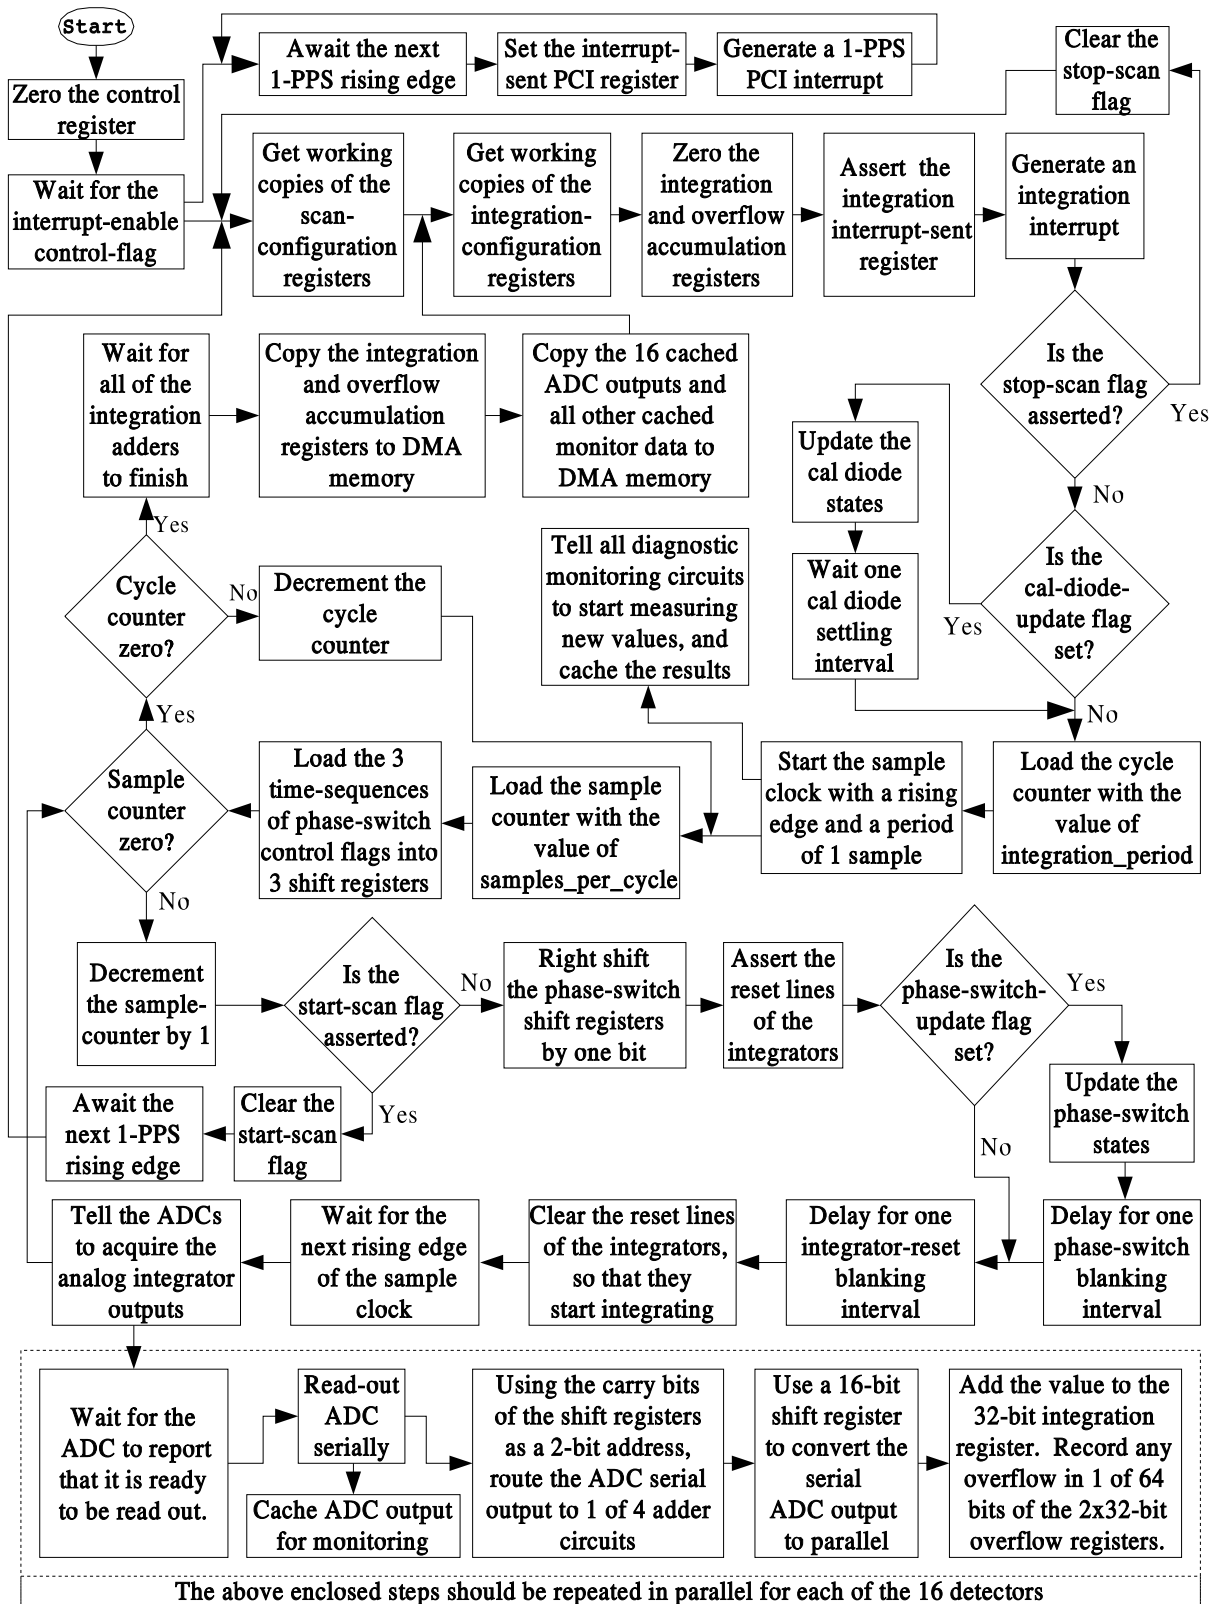 Start
Zero the control
register
Wait for the
interrupt-enable
control-flag
Await the next
1-PPS rising edge
Set the interrupt-
sent PCI register
Generate a 1-PPS
PCI interrupt
Clear the
stop-scan
flag
Get working
copies of the
scan-
configuration
registers
Get working
copies of the
integration-
configuration
registers
Zero the
integration
and overflow
accumulation
registers
Assert the
integration
interrupt-sent
register
Generate an
integration
interrupt
Is the
stop-scan flag
asserted?
Yes
No
Wait for
all of the
integration
adders
to finish
Copy the integration
and overflow
accumulation
registers to DMA
memory
Copy the 16 cached
ADC outputs and
all other cached
monitor data to
DMA memory
Update the
cal diode
states
Wait one
cal diode
settling
interval
Is the
cal-diode-
update flag
set?
Yes
No
Yes
Cycle
counter
zero?
No
Decrement the
cycle
counter
Tell all diagnostic
monitoring circuits
to start measuring
new values, and
cache the results
Yes
Sample
counter
zero?
No
Load the 3
time-sequences
of phase-switch
control flags into
3 shift registers
Load the sample
counter with the
value of
samples_per_cycle
Start the sample
clock with a rising
edge and a period
of 1 sample
Load the cycle
counter with the
value of
integration_period
Decrement
the sample-
counter by 1
Is the
start-scan flag
asserted?
No
Yes
Right shift
the phase-switch
shift registers
by one bit
Assert the
reset lines
of the
integrators
Is the
phase-switch-
update flag
set?
Yes
No
Update the
phase-switch
states
Await the
next 1-PPS
rising edge
Clear the
start-scan
flag
Tell the ADCs
to acquire the
analog integrator
outputs
Wait for the
next rising edge
of the sample
clock
Clear the reset lines
of the integrators,
so that they
start integrating
Delay for one
integrator-reset
blanking
interval
Delay for one
phase-switch
blanking
interval
Wait for the
ADC to report
that it is ready
to be read out.
Read-out
ADC
serially
Cache ADC output
for monitoring
Using the carry bits
of the shift registers
as a 2-bit address,
route the ADC serial
output to 1 of 4 adder
circuits
Use a 16-bit
shift register
to convert the
serial
ADC output
to parallel
Add the value to the
32-bit integration
register. Record any
overflow in 1 of 64
bits of the 2x32-bit
overflow registers.
The above enclosed steps should be repeated in parallel for each of the 16 detectors